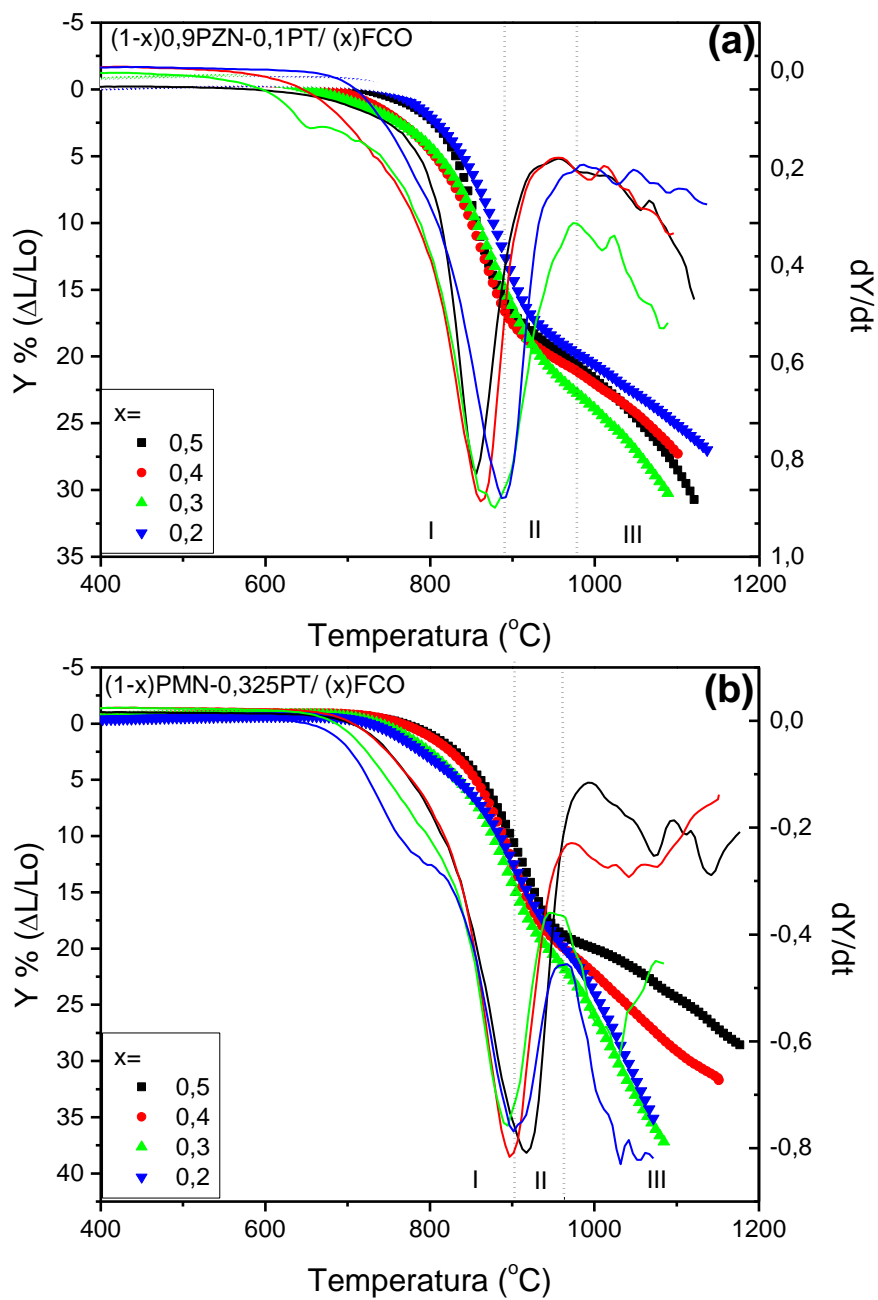 (1-x)0,9PZN-0,1PT/ (x)FCO
(a)
-5
0
5
10
15
20
25
30
35
Y % (ΔL/Lo)
0,0
0,2
0,4
0,6
0,8
1,0
dY/dt
x=
0,5
0,4
0,3
0,2
I
II
III
400 600 800 1000 1200
Temperatura (°C)
(1-x)PMN-0,325PT/ (x)FCO
(b)
-5
0
5
10
15
20
25
30
35
40
Y % (ΔL/Lo)
0,0
-0,2
-0,4
-0,6
-0,8
dY/dt
x=
0,5
0,4
0,3
0,2
I
II
III
400 600 800 1000 1200
Temperatura (°C)